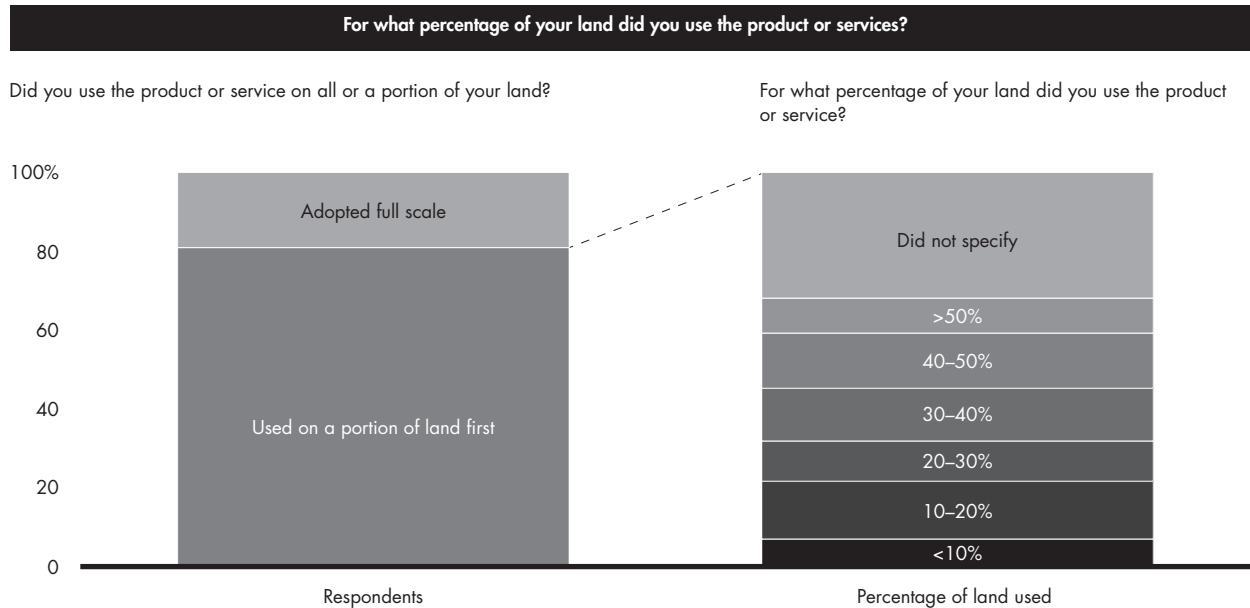 For what percentage of your land did you use the product or services?
Did you use the product or service on all or a portion of your land?
For what percentage of your land did you use the product
or service?
100%
80
60
40
20
0
Adopted full scale
Used on a portion of land first
Did not specify
>50%
40–50%
30–40%
20–30%
10–20%
<10%
Respondents
Percentage of land used